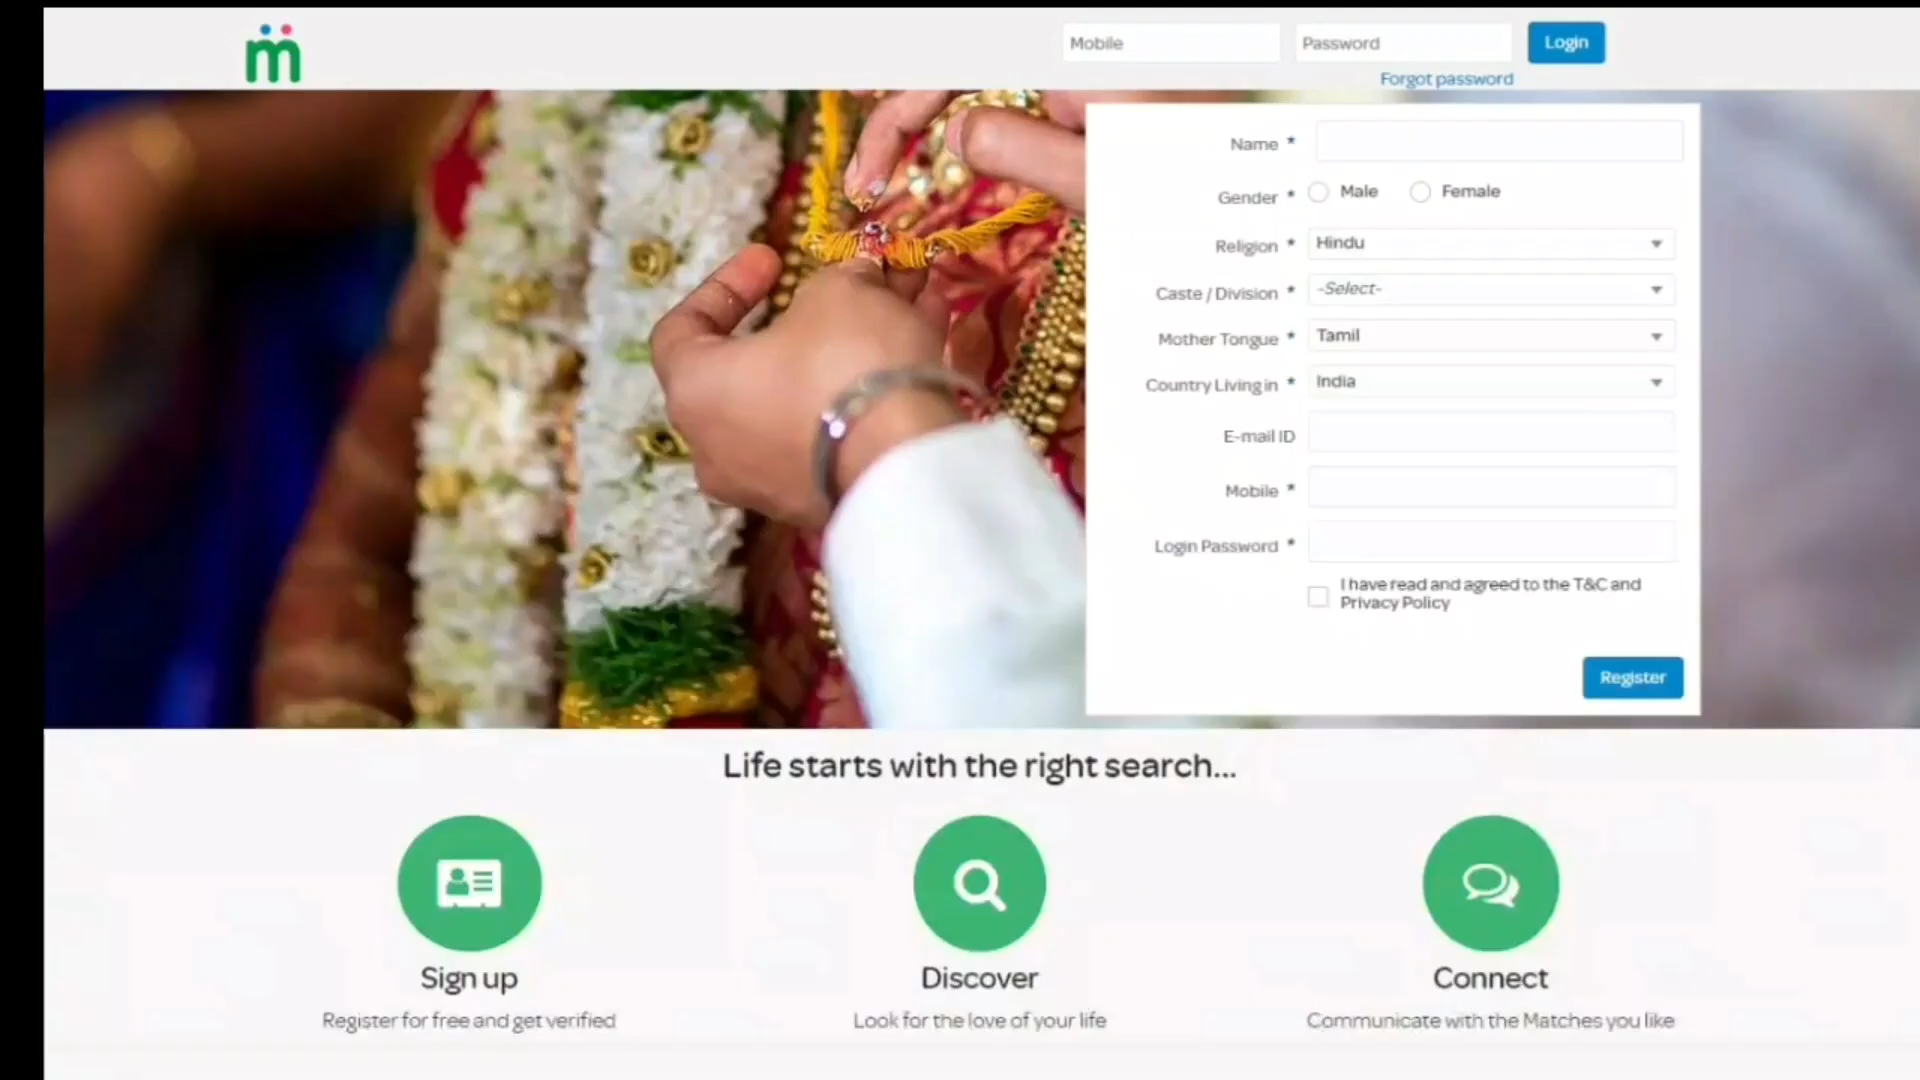 m
Mobile
Password
Login
Forgot password
Name *
Gender * Male Female
Religion * Hindu
Caste / Division * -Select-
Mother Tongue * Tamil
Country Living in * India
E-mail ID
Mobile *
Login Password *
I have read and agreed to the T&C and
Privacy Policy
Register
Life starts with the right search...
Sign up
Register for free and get verified
Discover
Look for the love of your life
Connect
Communicate with the Matches you like